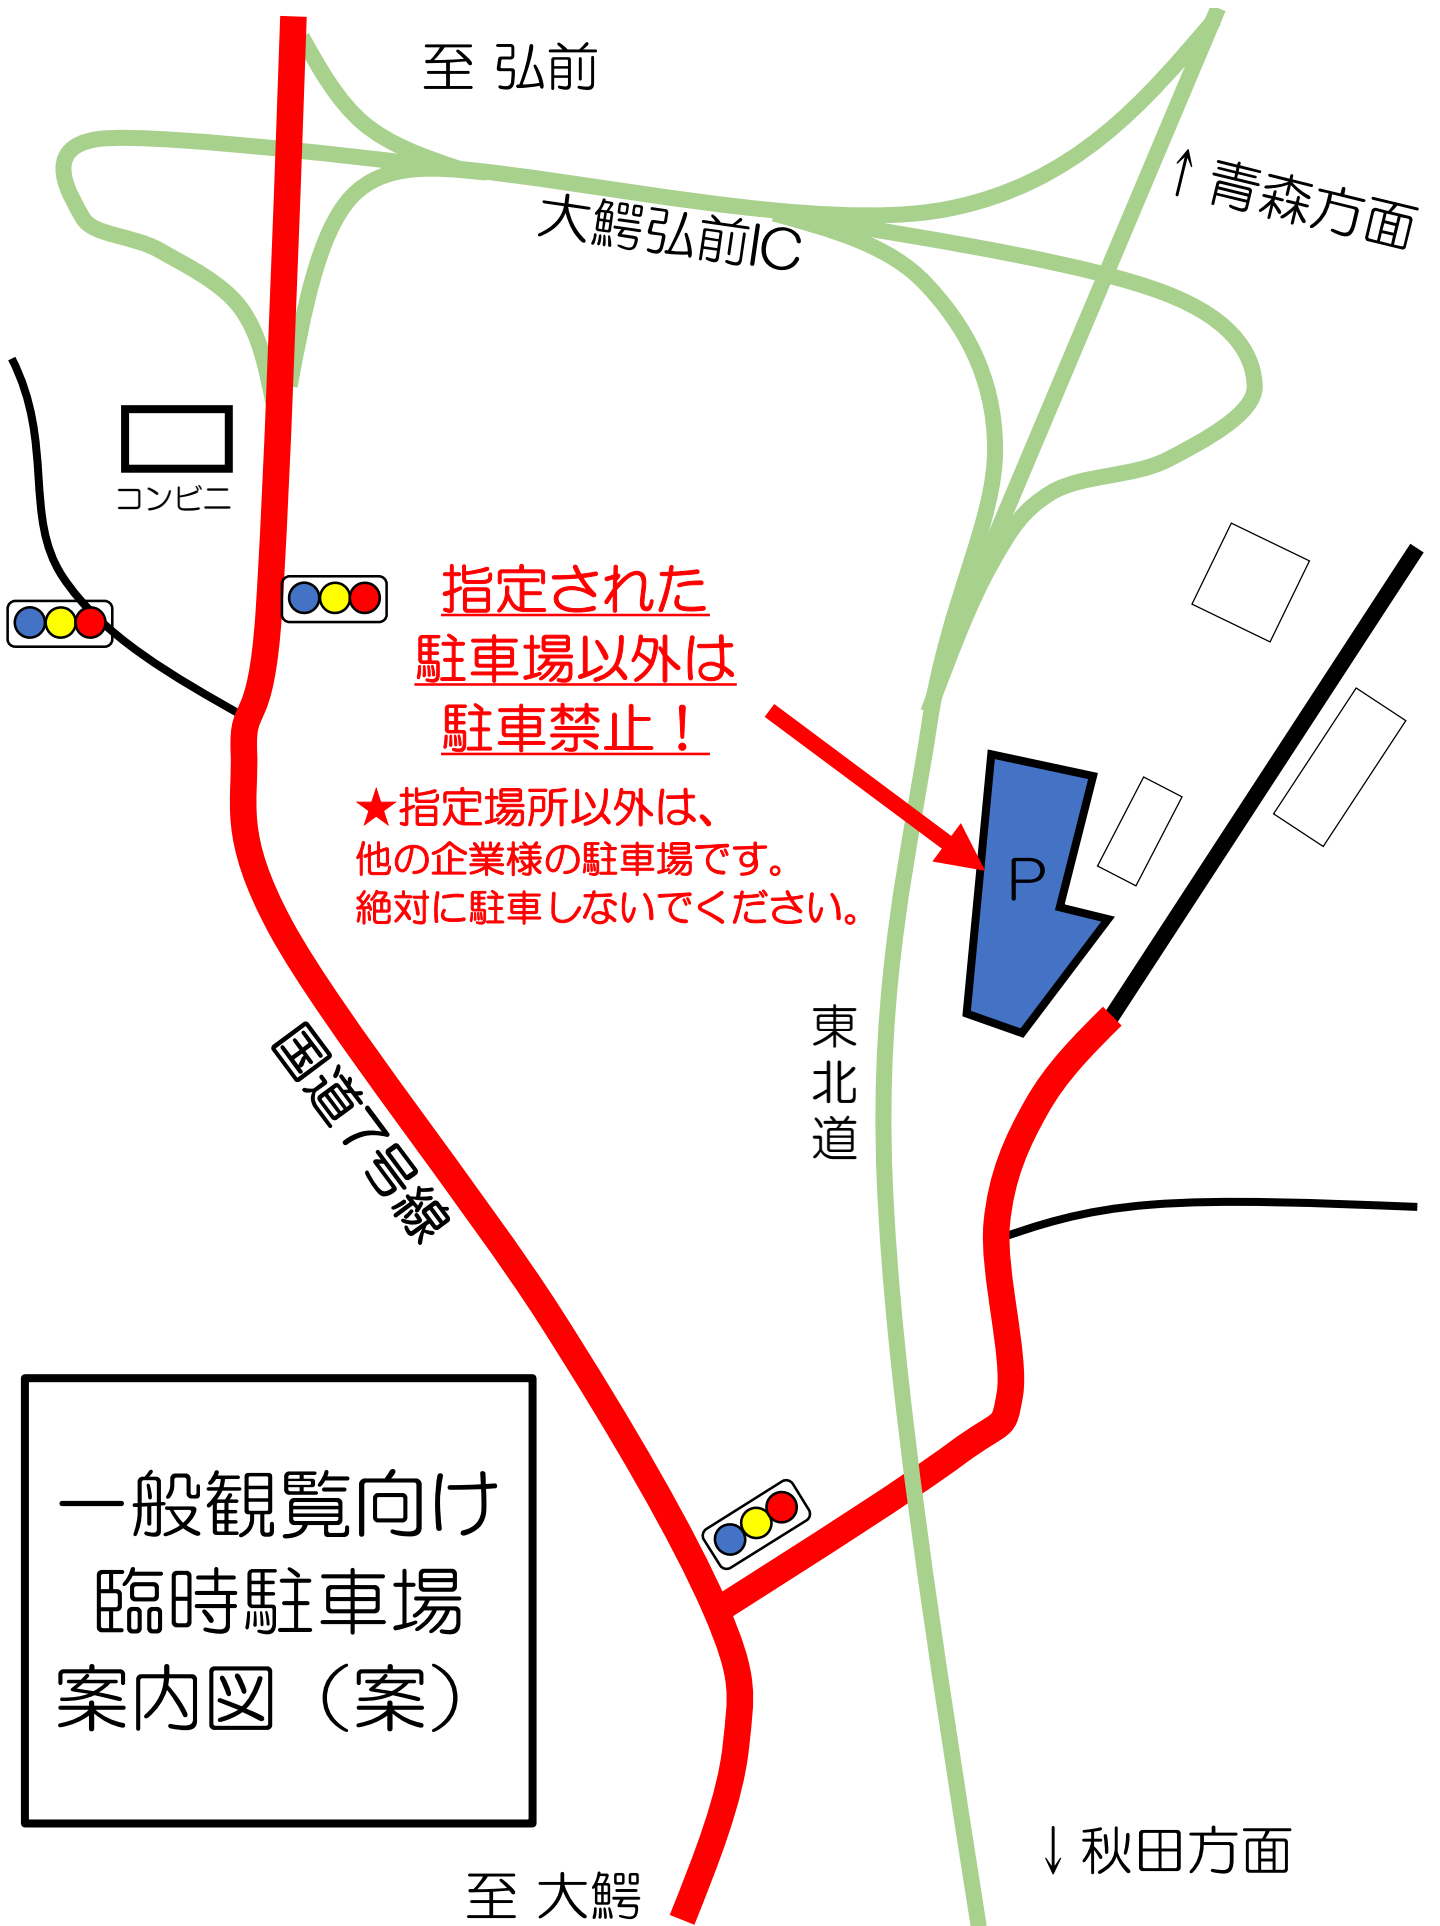 至 弘前
↑青森方面
大鰐弘前IC
コンビニ
指定された
駐車場以外は
駐車禁止！
★指定場所以外は、
他の企業様の駐車場です。
絶対に駐車しないでください。
P
東北道
国道7号線
一般観覧向け
臨時駐車場
案内図（案）
↓秋田方面
至 大鰐